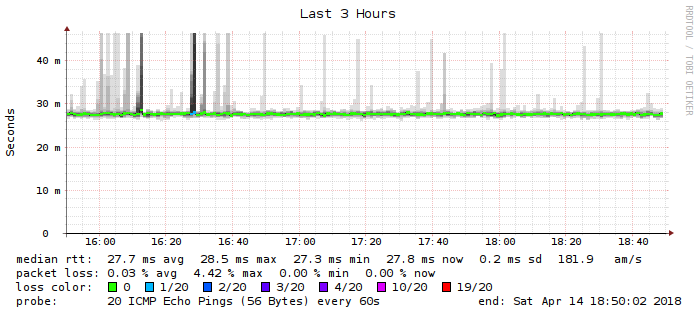 Last 3 Hours
RRDTOOL / TOBI OETIKER
Seconds
40 m
30 m
20 m
10 m
0
16:00 16:20 16:40 17:00 17:20 17:40 18:00 18:20 18:40
median rtt: 27.7 ms avg 28.5 ms max 27.3 ms min 27.8 ms now 0.2 ms sd 181.9 am/s
packet loss: 0.03 % avg 4.42 % max 0.00 % min 0.00 % now
loss color: 0 1/20 2/20 3/20 4/20 10/20 19/20
probe: 20 ICMP Echo Pings (56 Bytes) every 60s end: Sat Apr 14 18:50:02 2018